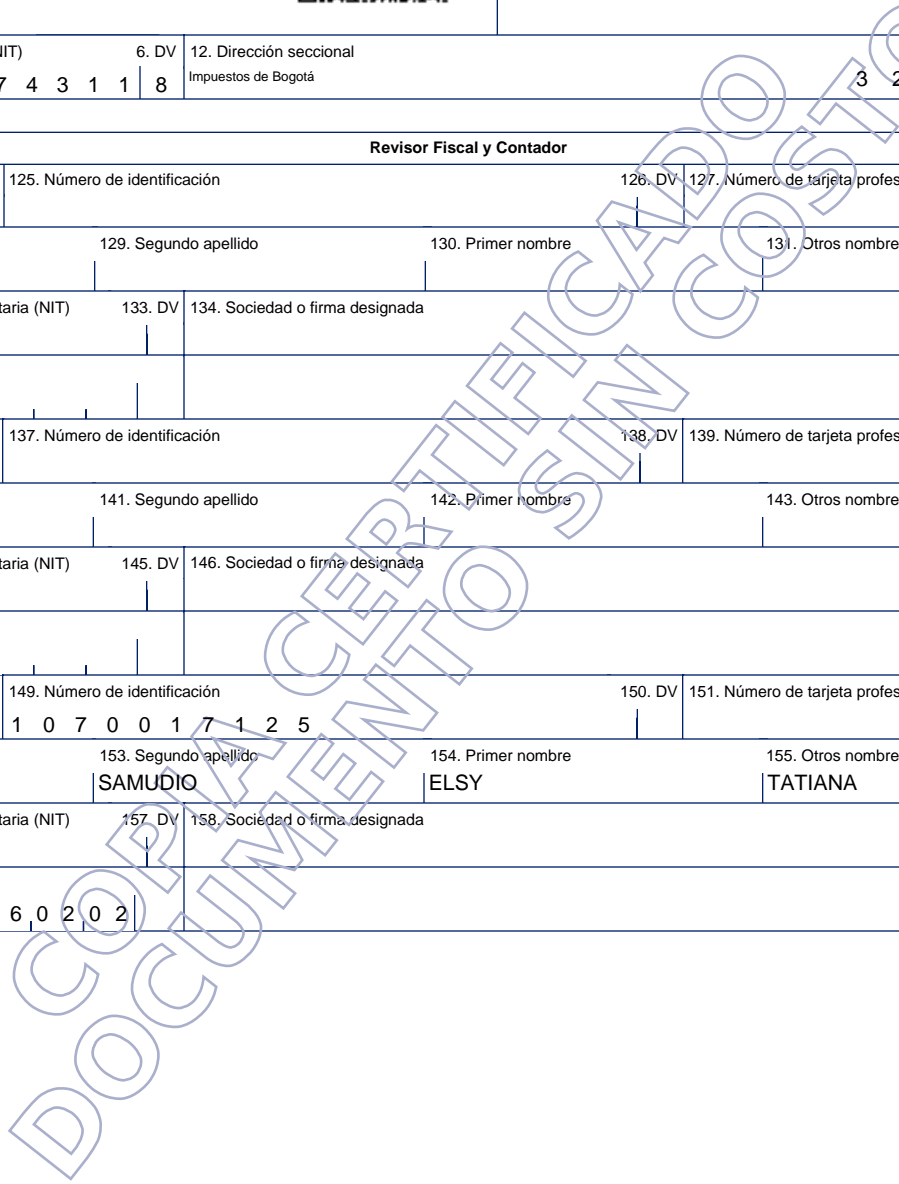 NIT) 6. DV 12. Dirección seccional
7 4 3 1 1 8 Impuestos de Bogotá 3 2
Revisor Fiscal y Contador
125. Número de identificación 126. DV 127. Número de tarjeta profes
129. Segundo apellido 130. Primer nombre 131. Otros nombre
taria (NIT) 133. DV 134. Sociedad o firma designada
137. Número de identificación 138. DV 139. Número de tarjeta profes
141. Segundo apellido 142. Primer nombre 143. Otros nombre
taria (NIT) 145. DV 146. Sociedad o firma designada
149. Número de identificación 150. DV 151. Número de tarjeta profes
1 0 7 0 0 1 7 1 2 5
153. Segundo apellido 154. Primer nombre 155. Otros nombre
SAMUDIO ELSY TATIANA
taria (NIT) 157. DV 158. Sociedad o firma designada
6 0 2 0 2
COPIA CERTIFICADO
DOCUMENTO SIN COSTO